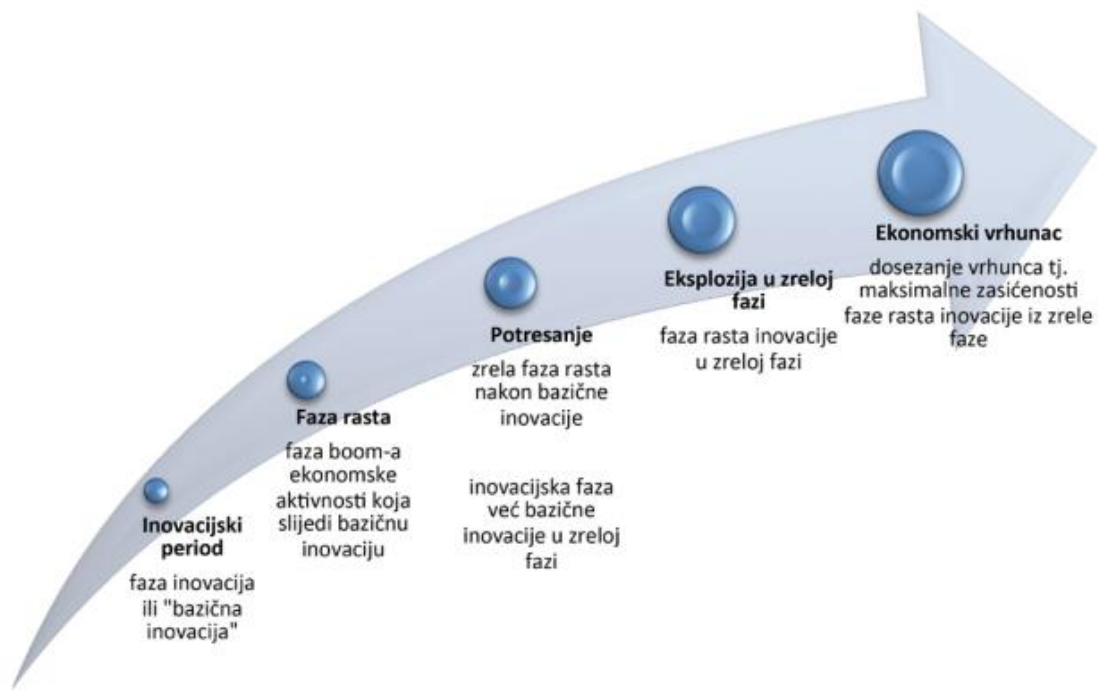 Inovacijski
period
faza inovacija
ili "bazična
inovacija"
Faza rasta
faza boom-a
ekonomske
aktivnosti koja
slijedi bazičnu
inovaciju
Potresanje
zrela faza rasta
nakon bazične
inovacije
inovacijska faza
već bazične
inovacije u zreloj
fazi
Eksplozija u zreloj
fazi
faza rasta inovacije
u zreloj fazi
Ekonomski vrhunac
dosezanje vrhunca tj.
maksimalne zasićenosti
faze rasta inovacije iz zrele
faze